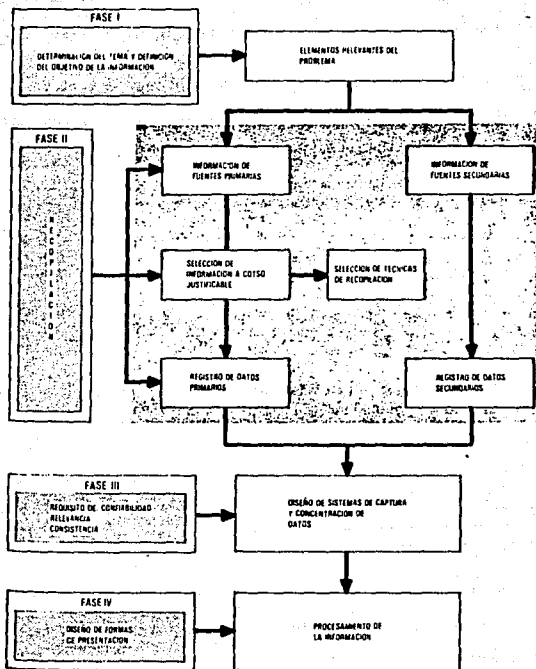 FASE I
DETERMINACION DEL TEMA Y DEFINICION
DEL OBJETIVO DE LA INFORMACION
ELEMENTOS RELEVANTES DEL
PROBLEMA
FASE II
RECOPILACION
INFORMACION DE
FUENTES PRIMARIAS
INFORMACION DE
FUENTES SECUNDARIAS
SELECCION DE
INFORMACION A COTSO
JUSTIFICABLE
SELECCION DE TECNICAS
DE RECOPILACION
REGISTRO DE DATOS
PRIMARIOS
REGISTRO DE DATOS
SECUNDARIOS
FASE III
REQUISITO DE CONFIABILIDAD
RELEVANCIA
CONSISTENCIA
DISEÑO DE SISTEMAS DE CAPTURA
Y CONCENTRACION DE
DATOS
FASE IV
DISEÑO DE FORMAS
DE PRESENTACION
PROCESAMIENTO DE
LA INFORMACION